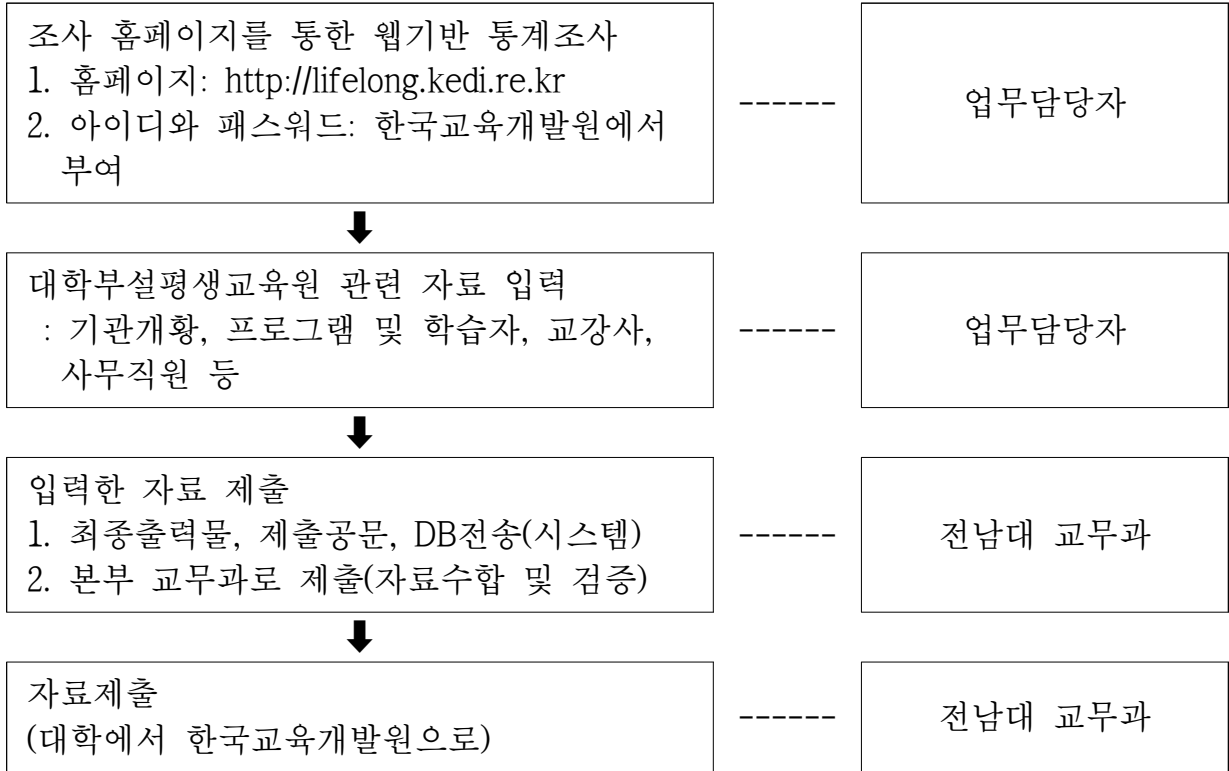 조사 홈페이지를 통한 웹기반 통계조사
1. 홈페이지: http://lifelong.kedi.re.kr
2. 아이디와 패스워드: 한국교육개발원에서
부여
------
업무담당자
대학부설평생교육원 관련 자료 입력
: 기관개황, 프로그램 및 학습자, 교강사,
사무직원 등
------
업무담당자
입력한 자료 제출
1. 최종출력물, 제출공문, DB전송(시스템)
2. 본부 교무과로 제출(자료수합 및 검증)
------
전남대 교무과
자료제출
(대학에서 한국교육개발원으로)
------
전남대 교무과